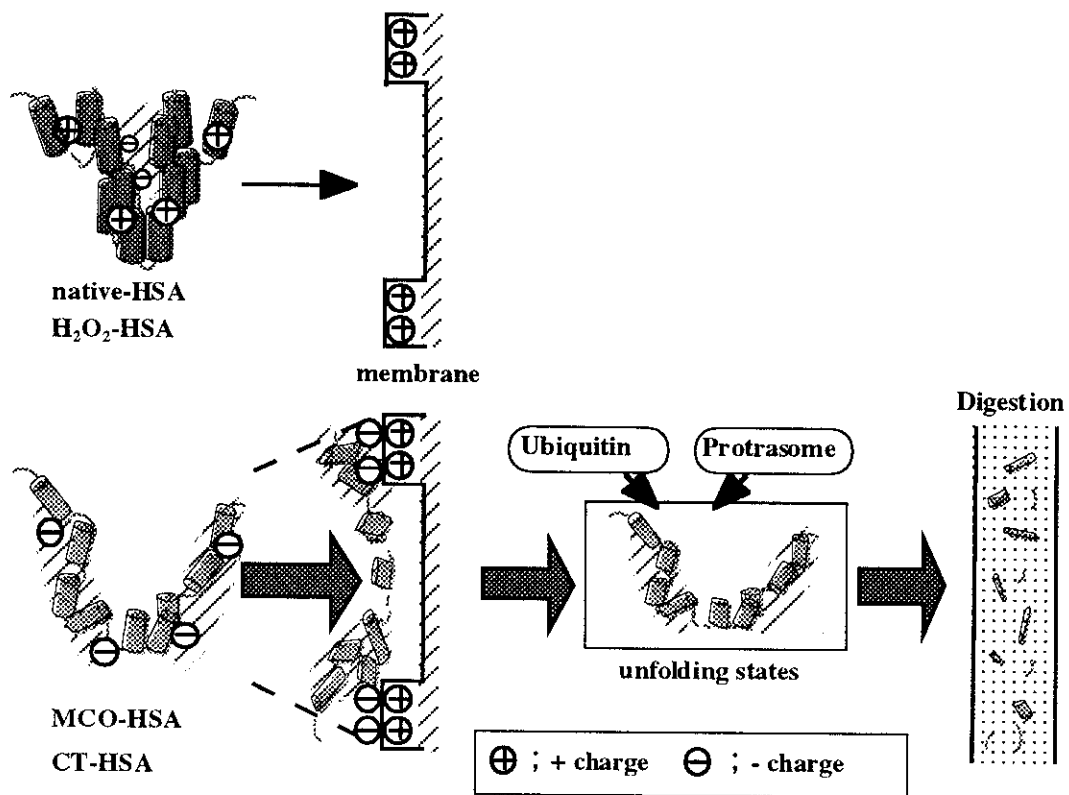 native-HSA
H₂O₂-HSA
membrane
Digestion
Ubiquitin
Protrasome
unfolding states
MCO-HSA
CT-HSA
⊕ ; + charge ⊖ ; - charge